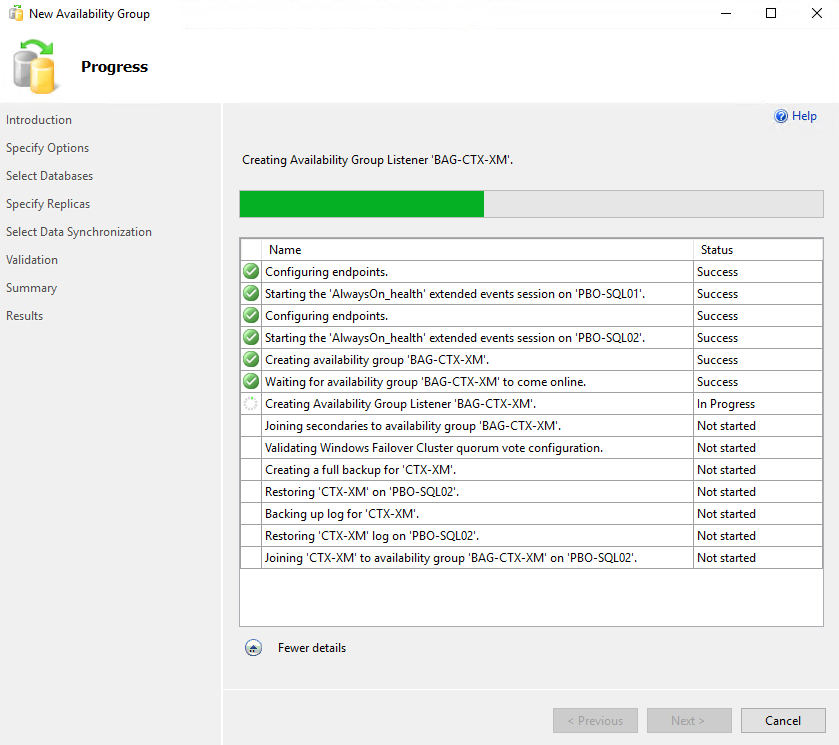 New Availability Group
Progress
Introduction
Specify Options
Select Databases
Specify Replicas
Select Data Synchronization
Validation
Summary
Results
Help
Creating Availability Group Listener 'BAG-CTX-XM'.
Name Status
Configuring endpoints. Success
Starting the 'AlwaysOn_health' extended events session on 'PBO-SQL01'. Success
Configuring endpoints. Success
Starting the 'AlwaysOn_health' extended events session on 'PBO-SQL02'. Success
Creating availability group 'BAG-CTX-XM'. Success
Waiting for availability group 'BAG-CTX-XM' to come online. Success
Creating Availability Group Listener 'BAG-CTX-XM'. In Progress
Joining secondaries to availability group 'BAG-CTX-XM'. Not started
Validating Windows Failover Cluster quorum vote configuration. Not started
Creating a full backup for 'CTX-XM'. Not started
Restoring 'CTX-XM' on 'PBO-SQL02'. Not started
Backing up log for 'CTX-XM'. Not started
Restoring 'CTX-XM' log on 'PBO-SQL02'. Not started
Joining 'CTX-XM' to availability group 'BAG-CTX-XM' on 'PBO-SQL02'. Not started
Fewer details
< Previous Next > Cancel